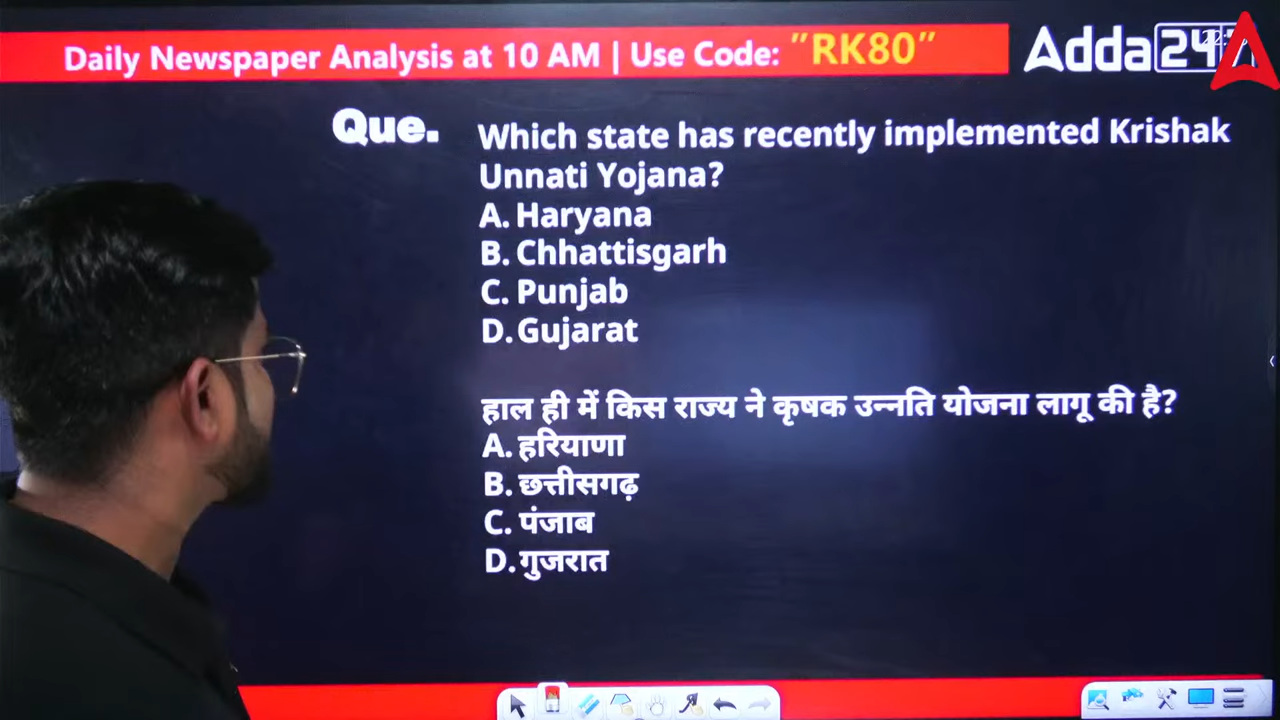 Daily Newspaper Analysis at 10 AM | Use Code: "RK80"
Adda
Que. Which state has recently implemented Krishak
Unnati Yojana?
A. Haryana
B. Chhattisgarh
C. Punjab
D. Gujarat
हाल ही में किस राज्य ने कृषक उन्नति योजना लागू की है?
A. हरियाणा
B. छत्तीसगढ़
C. पंजाब
D. गुजरात